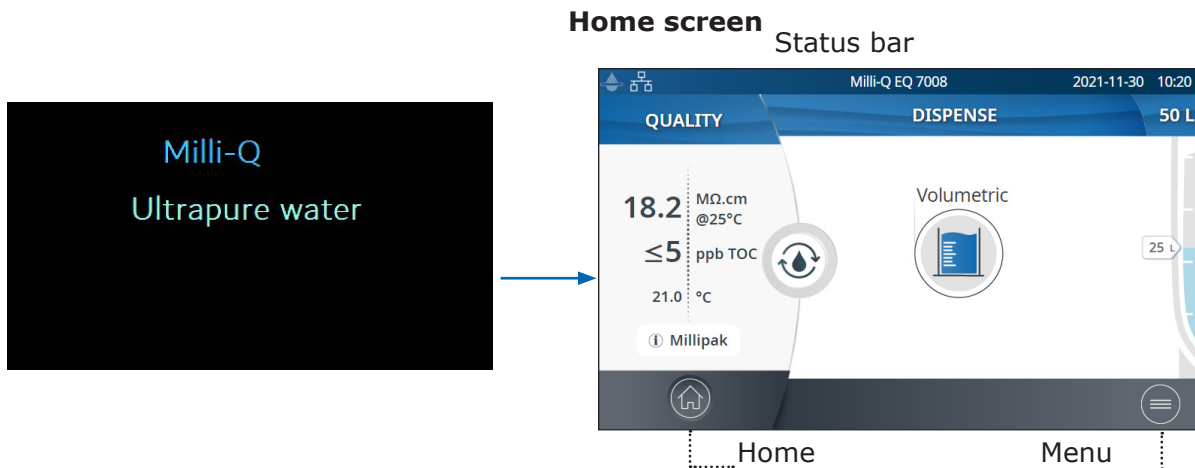 Home screen
Status bar
Milli-Q
Ultrapure water
Milli-Q EQ 7008 2021-11-30 10:20
QUALITY DISPENSE 50 L
18.2 MΩ.cm @25°C
≤5 ppb TOC
21.0 °C
i Millipak
Volumetric
25 L
Home Menu